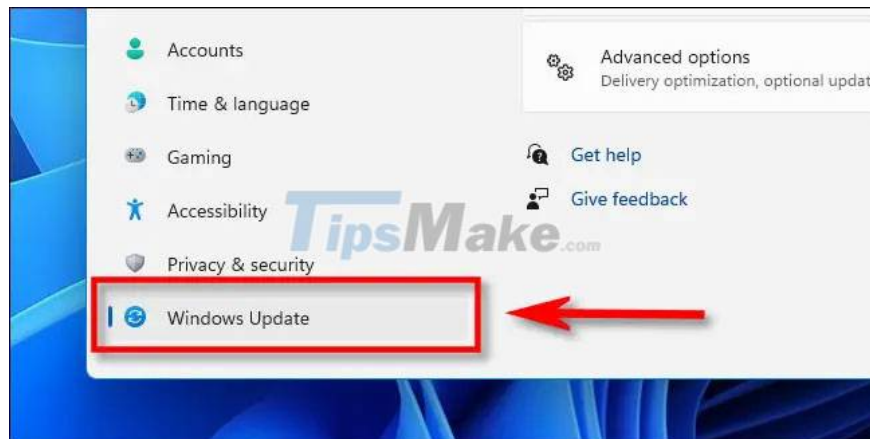 Accounts
Time & language
Gaming
Accessibility
Privacy & security
Windows Update
Advanced options
Delivery optimization, optional updat
Get help
Give feedback
TipsMake.com